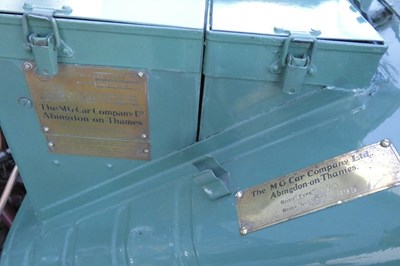 The M·G·Car Company Lᵗᵈ
Abingdon-on Thames.
The M G Car Company Ltd.
Abingdon-on Thames.